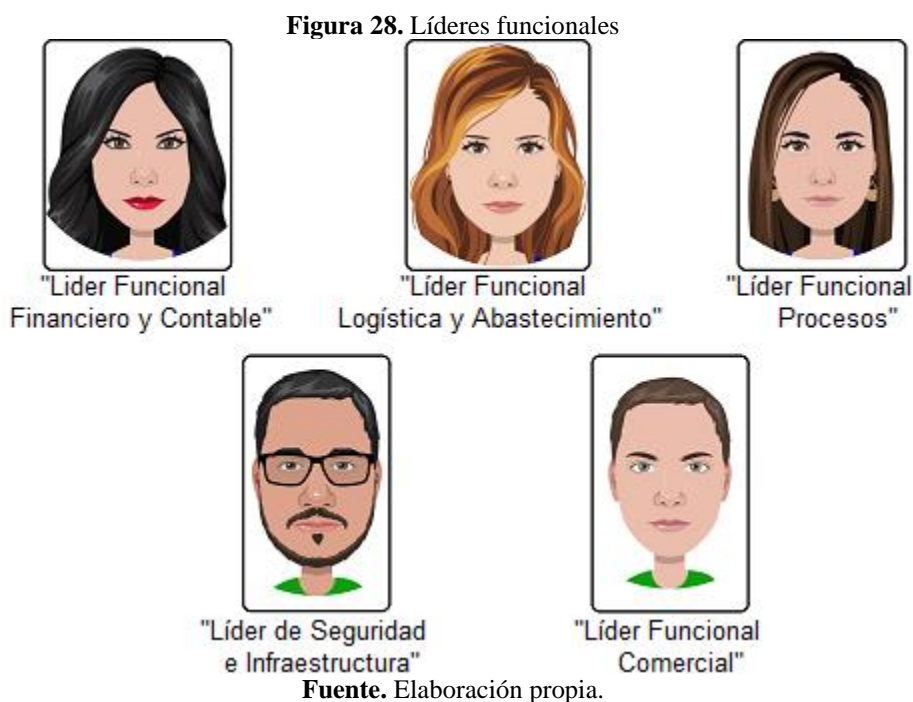 Figura 28. Líderes funcionales
"Lider Funcional
Financiero y Contable"
"Líder Funcional
Logística y Abastecimiento"
"Líder Funcional
Procesos"
"Líder de Seguridad
e Infraestructura"
"Líder Funcional
Comercial"
Fuente. Elaboración propia.